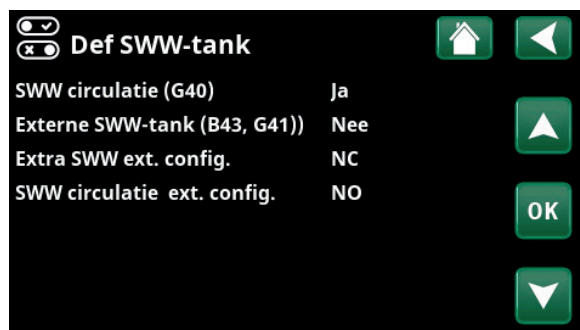 Def SWW-tank
SWW circulatie (G40) Ja
Externe SWW-tank (B43, G41)) Nee
Extra SWW ext. config. NC
SWW circulatie ext. config. NO
OK